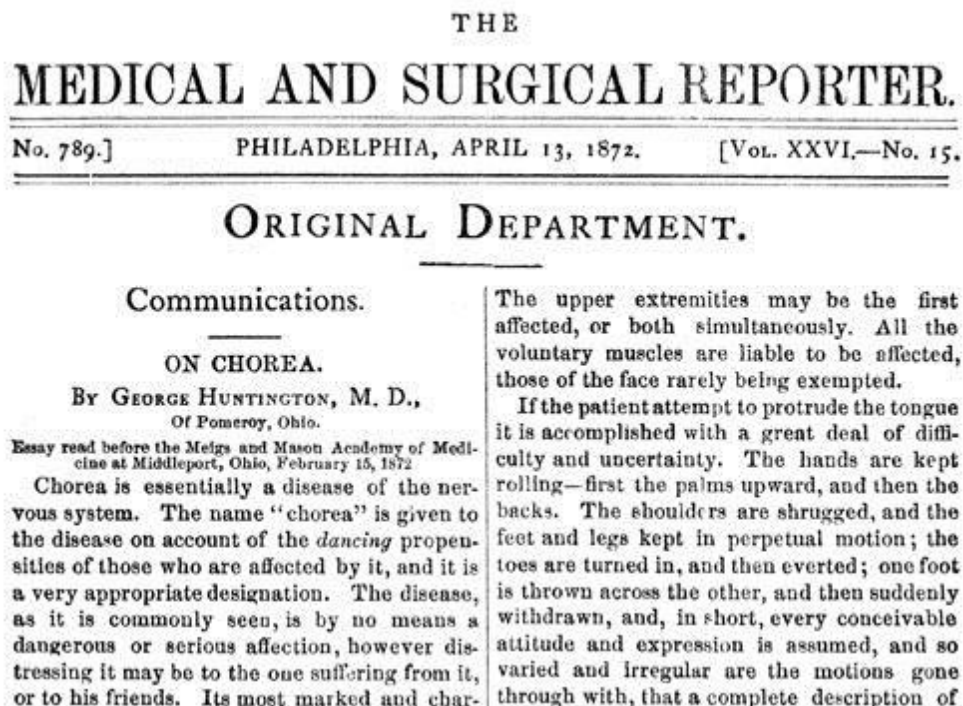 THE
MEDICAL AND SURGICAL REPORTER.
No. 789.] PHILADELPHIA, APRIL 13, 1872. [Vol. XXVI.—No. 15.
Original Department.
Communications.
ON CHOREA.
By George Huntington, M. D.,
Of Pomeroy, Ohio.
Essay read before the Meigs and Mason Academy of Medi-
cine at Middleport, Ohio, February 15, 1872
Chorea is essentially a disease of the ner-
vous system. The name "chorea" is given to
the disease on account of the dancing propen-
sities of those who are affected by it, and it is
a very appropriate designation. The disease,
as it is commonly seen, is by no means a
dangerous or serious affection, however dis-
tressing it may be to the one suffering from it,
or to his friends. Its most marked and char-
The upper extremities may be the first
affected, or both simultaneously. All the
voluntary muscles are liable to be affected,
those of the face rarely being exempted.
If the patient attempt to protrude the tongue
it is accomplished with a great deal of diffi-
culty and uncertainty. The hands are kept
rolling—first the palms upward, and then the
backs. The shoulders are shrugged, and the
feet and legs kept in perpetual motion; the
toes are turned in, and then everted; one foot
is thrown across the other, and then suddenly
withdrawn, and, in short, every conceivable
attitude and expression is assumed, and so
varied and irregular are the motions gone
through with, that a complete description of